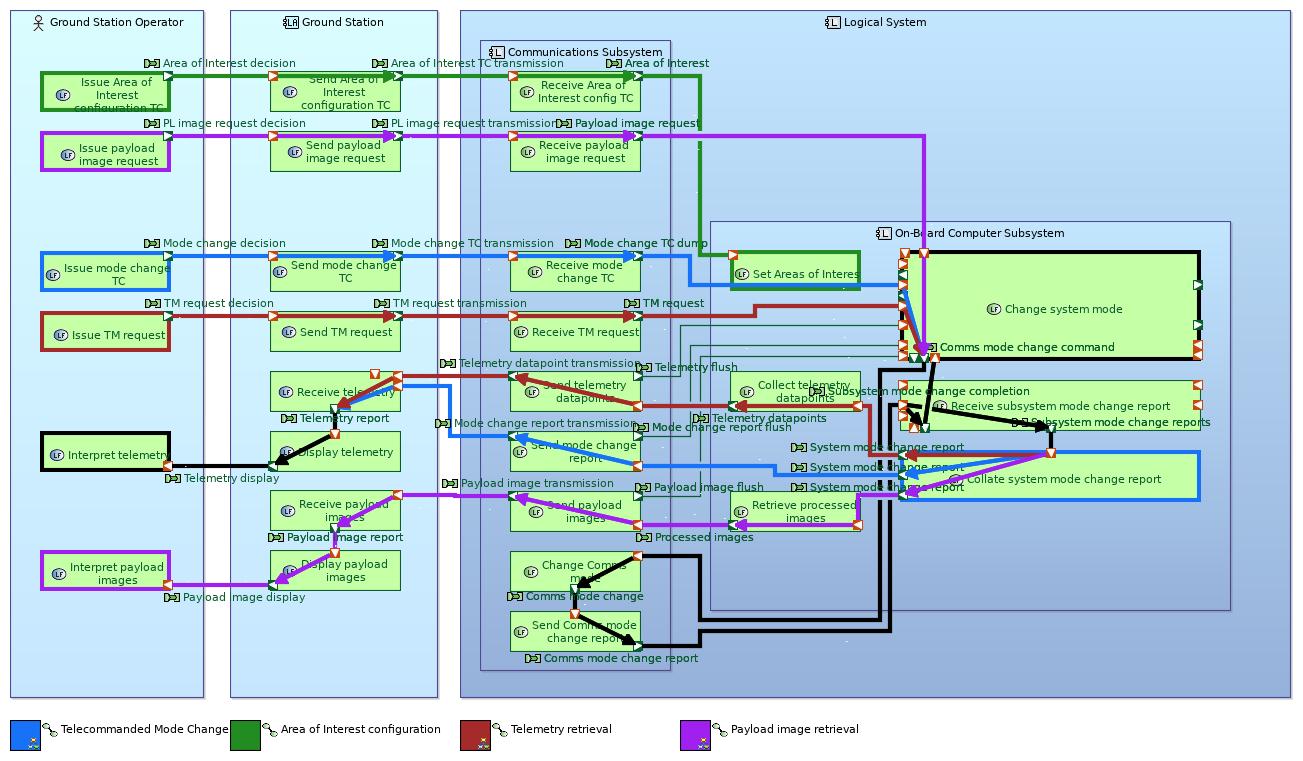 Ground Station Operator
Ground Station
Logical System
Communications Subsystem
Area of Interest decision
Area of Interest TC transmission
Area of Interest
Issue Area of
Interest
configuration TC
Send Area of
Interest
configuration TC
Receive Area of
Interest config TC
PL image request decision
PL image request transmission
Payload image request
Issue payload
image request
Send payload
image request
Receive payload
image request
On-Board Computer Subsystem
Mode change decision
Mode change TC transmission
Mode change TC dump
Issue mode change
TC
Send mode change
TC
Receive mode
change TC
Set Areas of Interes
Change system mode
TM request decision
TM request transmission
TM request
Issue TM request
Send TM request
Receive TM request
Comms mode change command
Telemetry datapoint transmission
Telemetry flush
Receive telemetry
Send telemetry
datapoints
Collect telemetry
datapoints
Subsystem mode change completion
Receive subsystem mode change report
Telemetry report
Telemetry datapoints
Subsystem mode change reports
Mode change report transmission
Mode change report flush
Interpret telemetry
Display telemetry
Send mode change
report
System mode change report
System mode change report
System mode change report
Collate system mode change report
Telemetry display
Payload image transmission
Payload image flush
Receive payload
images
Send payload
images
Retrieve processed
images
Payload image report
Processed images
Interpret payload
images
Display payload
images
Change Comms
mode
Payload image display
Comms mode change
Send Comms mode
change report
Comms mode change report
Telecommanded Mode Change
Area of Interest configuration
Telemetry retrieval
Payload image retrieval